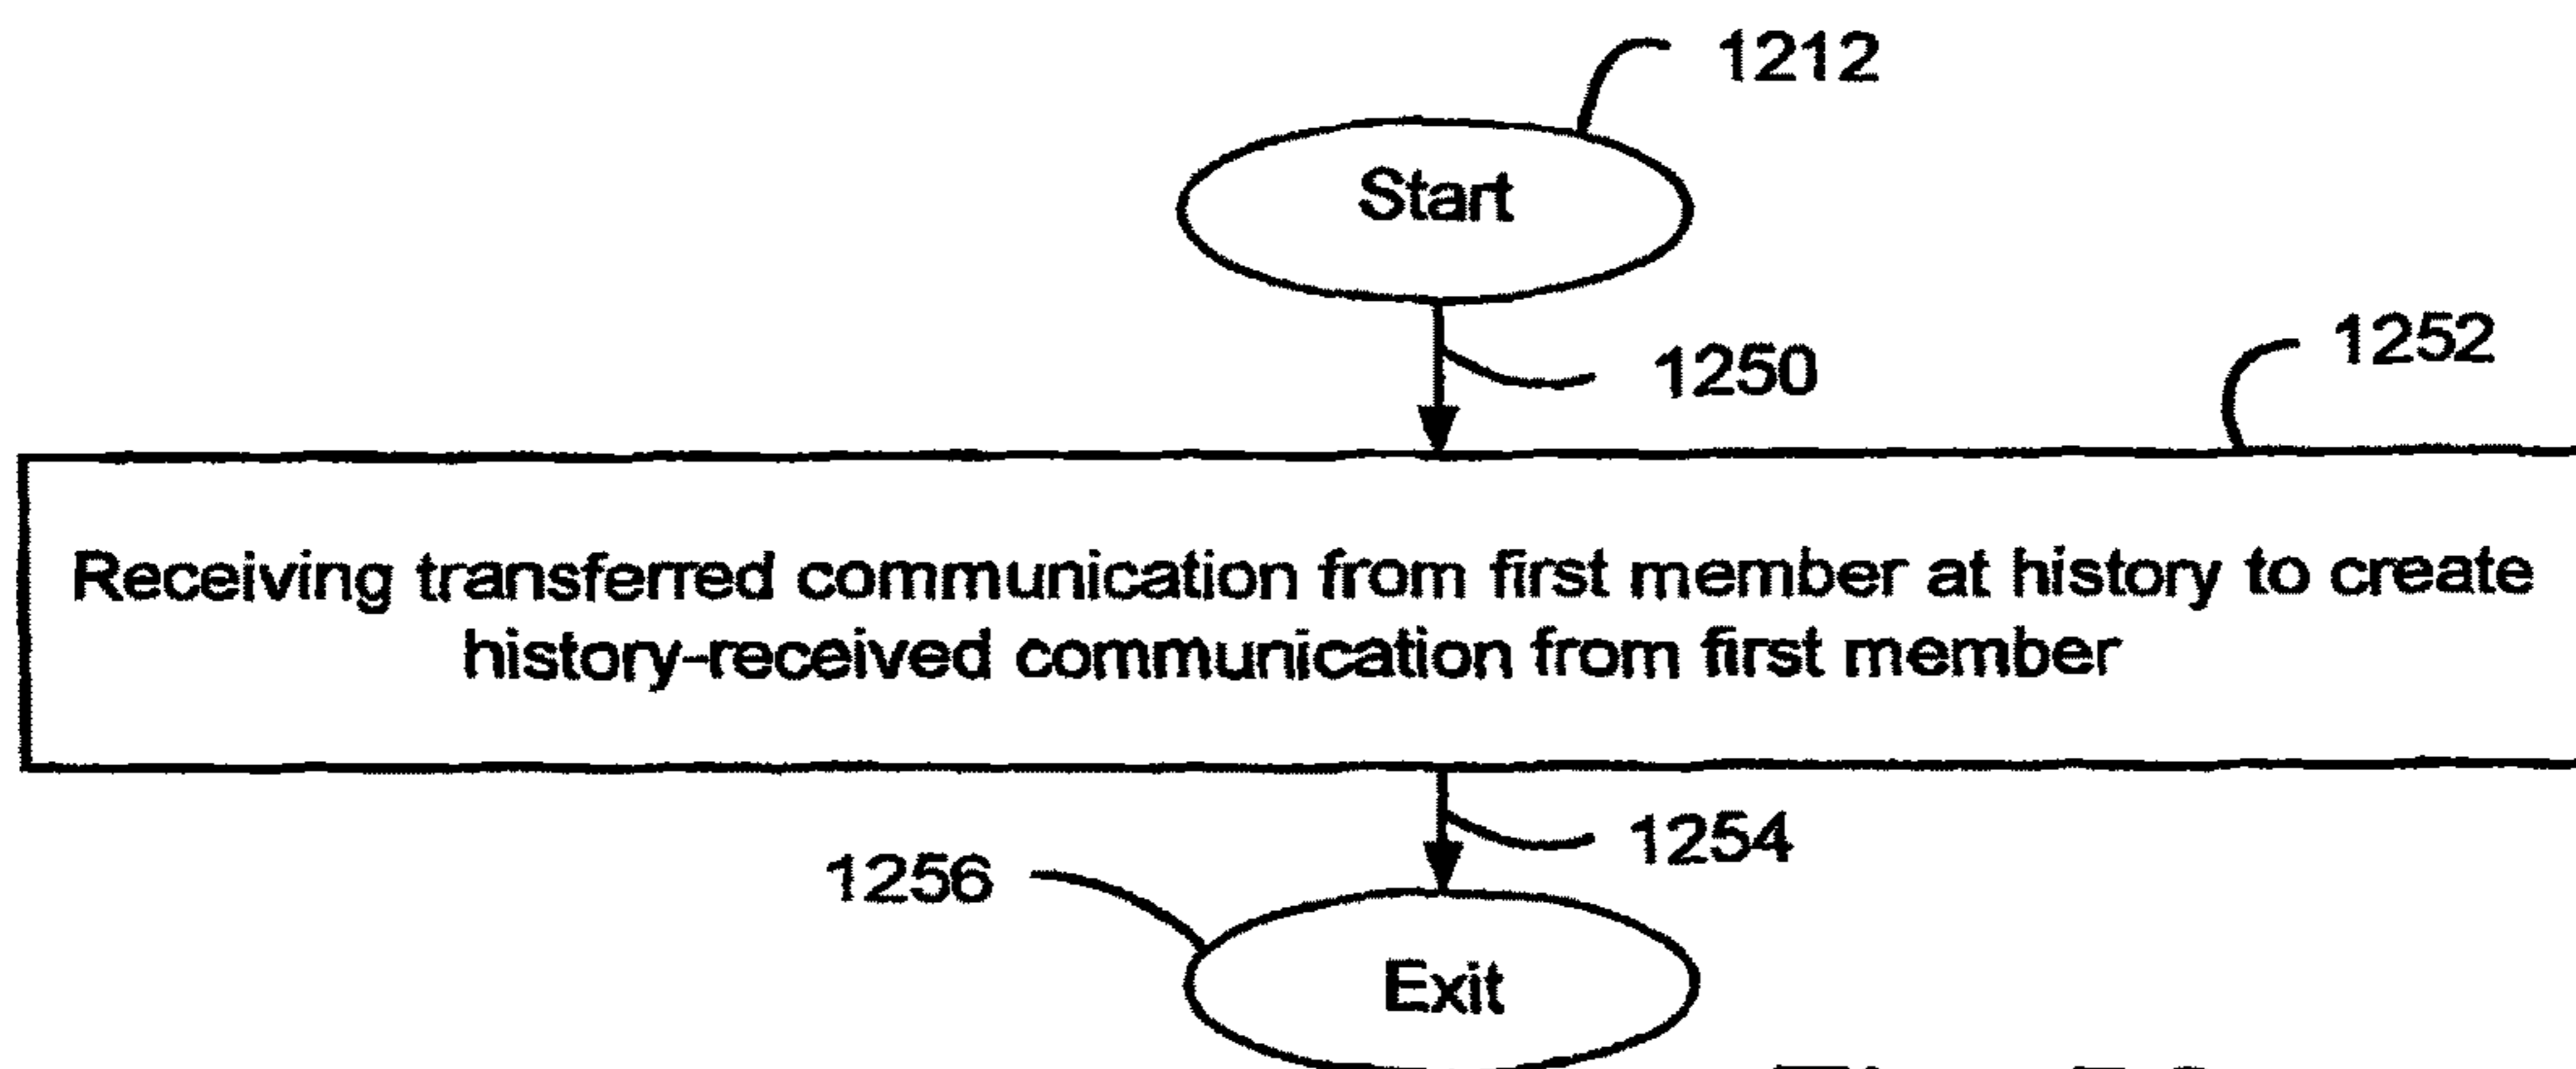 1212
Start
1250
1252
Receiving transferred communication from first member at history to create
history-received communication from first member
1254
1256
Exit